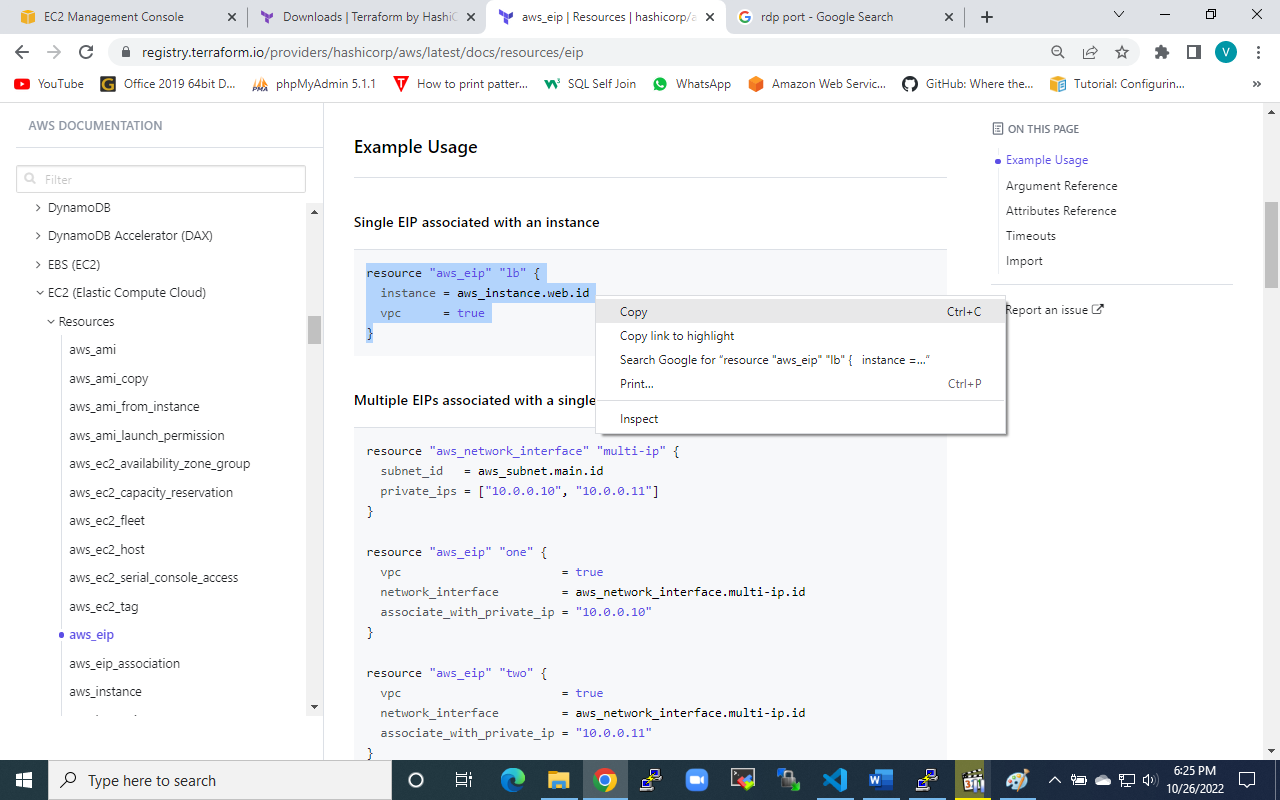 EC2 Management Console
Downloads | Terraform by HashiC
aws_eip | Resources | hashicorp/a
rdp port - Google Search
registry.terraform.io/providers/hashicorp/aws/latest/docs/resources/eip
V
YouTube
Office 2019 64bit D...
phpMyAdmin 5.1.1
How to print patter...
SQL Self Join
WhatsApp
Amazon Web Servic...
GitHub: Where the...
Tutorial: Configurin...
»
AWS DOCUMENTATION
Filter
DynamoDB
DynamoDB Accelerator (DAX)
EBS (EC2)
EC2 (Elastic Compute Cloud)
Resources
aws_ami
aws_ami_copy
aws_ami_from_instance
aws_ami_launch_permission
aws_ec2_availability_zone_group
aws_ec2_capacity_reservation
aws_ec2_fleet
aws_ec2_host
aws_ec2_serial_console_access
aws_ec2_tag
aws_eip
aws_eip_association
aws_instance
Example Usage
Single EIP associated with an instance
resource "aws_eip" "lb" {
  instance = aws_instance.web.id
  vpc      = true
}
Copy Ctrl+C
Copy link to highlight
Search Google for “resource "aws_eip" "lb" {   instance =...”
Print... Ctrl+P
Inspect
Multiple EIPs associated with a single
resource "aws_network_interface" "multi-ip" {
  subnet_id   = aws_subnet.main.id
  private_ips = ["10.0.0.10", "10.0.0.11"]
}
resource "aws_eip" "one" {
  vpc                       = true
  network_interface         = aws_network_interface.multi-ip.id
  associate_with_private_ip = "10.0.0.10"
}
resource "aws_eip" "two" {
  vpc                       = true
  network_interface         = aws_network_interface.multi-ip.id
  associate_with_private_ip = "10.0.0.11"
}
ON THIS PAGE
Example Usage
Argument Reference
Attributes Reference
Timeouts
Import
Report an issue
Type here to search
6:25 PM
10/26/2022